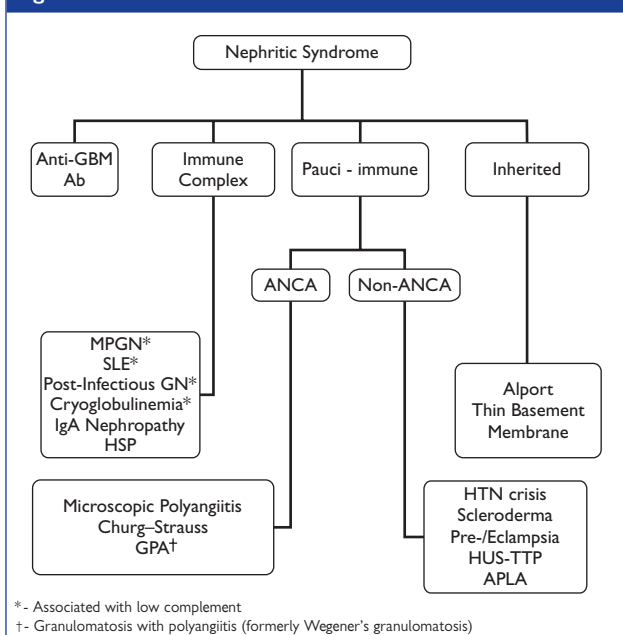 Nephritic Syndrome
Anti-GBM
Ab
Immune
Complex
Pauci - immune
Inherited
ANCA
Non-ANCA
MPGN*
SLE*
Post-Infectious GN*
Cryoglobulinemia*
IgA Nephropathy
HSP
Alport
Thin Basement
Membrane
Microscopic Polyangiitis
Churg–Strauss
GPA†
HTN crisis
Scleroderma
Pre-/Eclampsia
HUS-TTP
APLA
*- Associated with low complement
†- Granulomatosis with polyangiitis (formerly Wegener's granulomatosis)